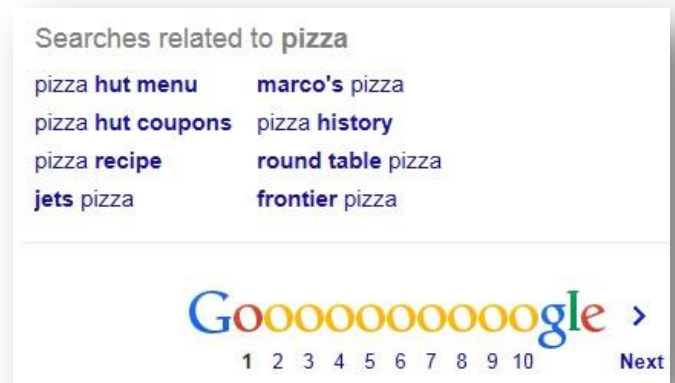 Searches related to pizza
pizza hut menu marco's pizza
pizza hut coupons pizza history
pizza recipe round table pizza
jets pizza frontier pizza
Goooooooooogle >
1 2 3 4 5 6 7 8 9 10 Next